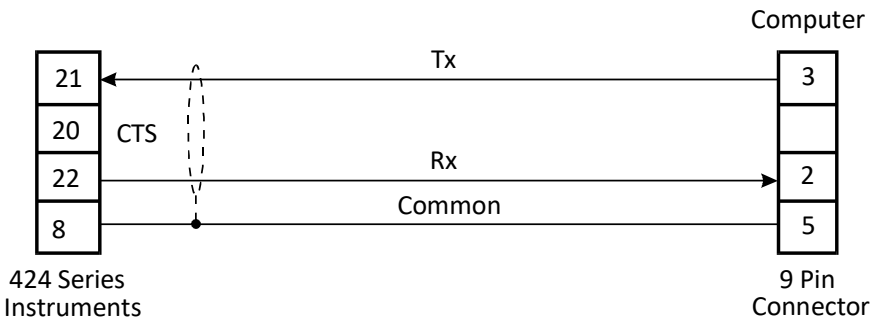 Computer
Tx
21
3
20
CTS
Rx
22
2
Common
8
5
424 Series
Instruments
9 Pin
Connector